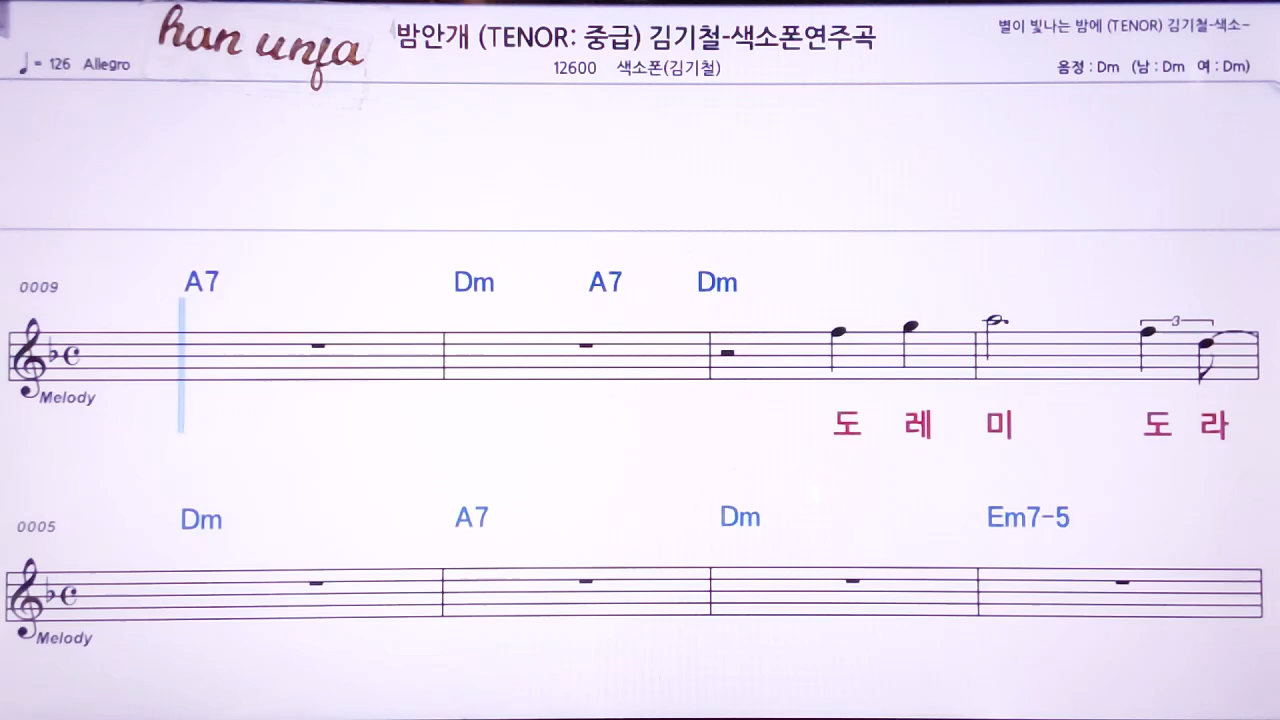 han unfa
밤안개 (TENOR: 중급) 김기철-색소폰연주곡
별이 빛나는 밤에 (TENOR) 김기철-색소-
♩= 126 Allegro
12600 색소폰(김기철)
음정 : Dm (남 : Dm 여 : Dm)
A7 Dm A7 Dm
0009
3
Melody
도 레 미 도 라
Dm A7 Dm Em7-5
0005
Melody